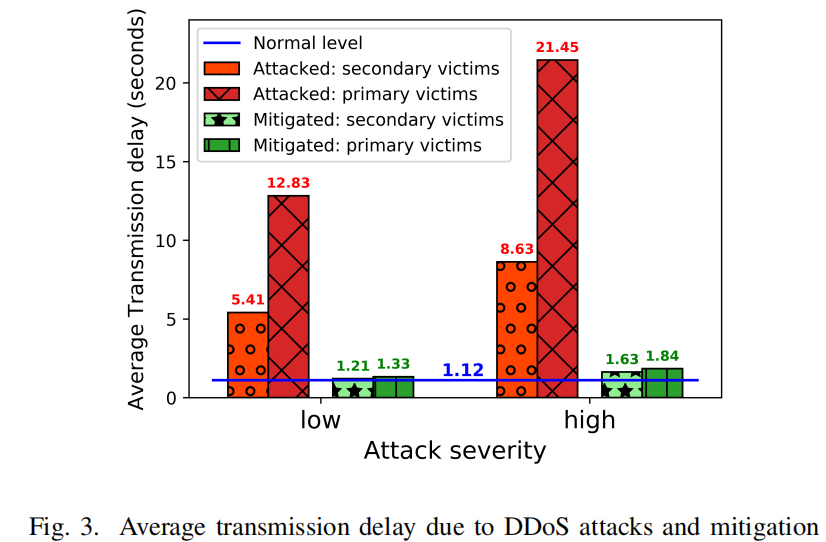 Average Transmission delay (seconds)
20
15
10
5
0
Normal level
Attacked: secondary victims
Attacked: primary victims
Mitigated: secondary victims
Mitigated: primary victims
5.41
12.83
1.21
1.33
1.12
8.63
21.45
1.63
1.84
low
high
Attack severity
Fig. 3. Average transmission delay due to DDoS attacks and mitigation